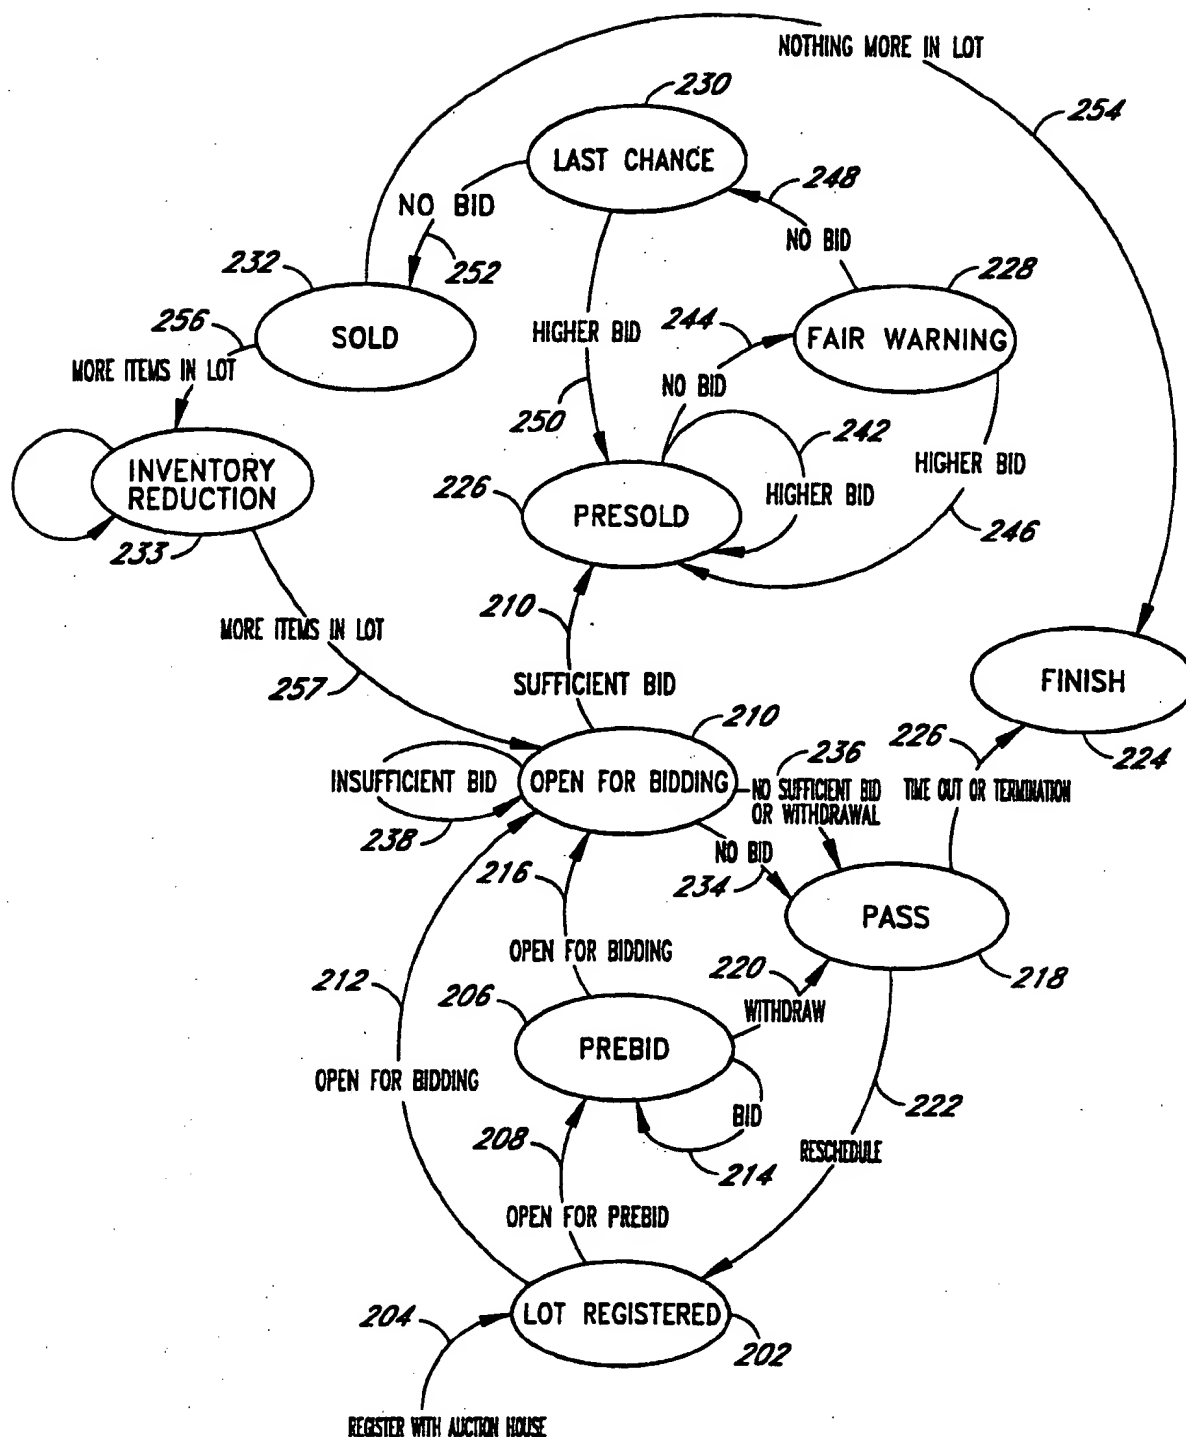 NOTHING MORE IN LOT
230
254
LAST CHANCE
248
NO BID
NO BID
252
232
228
256
SOLD
HIGHER BID
244
FAIR WARNING
MORE ITEMS IN LOT
NO BID
250
242
INVENTORY
REDUCTION
226
HIGHER BID
HIGHER BID
PRESOLD
233
246
210
MORE ITEMS IN LOT
257
SUFFICIENT BID
FINISH
210
236
226
224
INSUFFICIENT BID
OPEN FOR BIDDING
NO SUFFICIENT BID
OR WITHDRAWAL
TIME OUT OR TERMINATION
238
NO BID
216
234
PASS
OPEN FOR BIDDING
212
206
220
218
WITHDRAW
PREBID
OPEN FOR BIDDING
BID
222
208
214
RESCHEDULE
OPEN FOR PREBID
204
LOT REGISTERED
202
REGISTER WITH AUCTION HOUSE